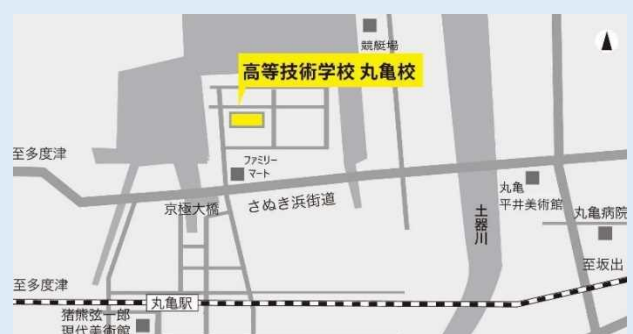 競艇場
高等技術学校 丸亀校
至多度津
ファミリー
マート
京極大橋
さぬき浜街道
土器川
丸亀
平井美術館
丸亀病院
至坂出
至多度津
丸亀駅
猪熊弦一郎
現代美術館